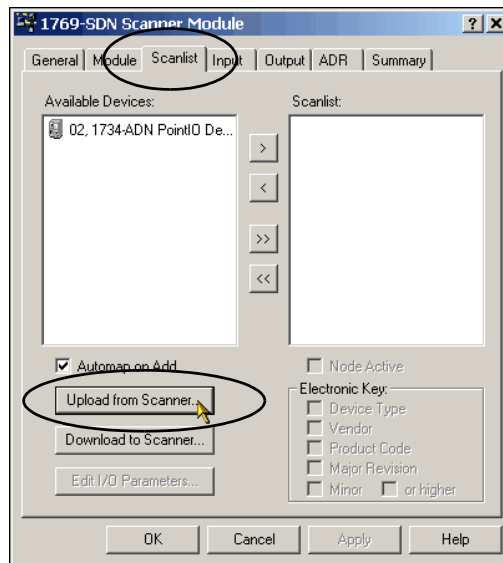 1769-SDN Scanner Module
General Module Scanlist Input Output ADR Summary
Available Devices:
Scanlist:
02, 1734-ADN PointIO De...
>
<
>>
<<
Automap on Add
Node Active
Upload from Scanner...
Download to Scanner...
Edit I/O Parameters...
Electronic Key:
Device Type
Vendor
Product Code
Major Revision
Minor or higher
OK Cancel Apply Help